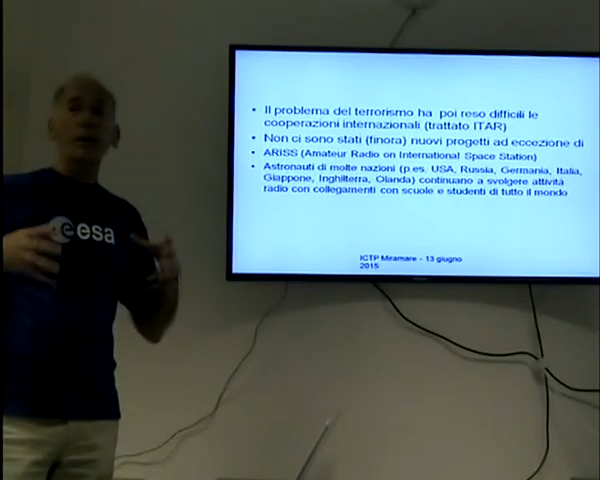 • Il problema del terrorismo ha poi reso difficili le
cooperazioni internazionali (trattato ITAR)
• Non ci sono stati (finora) nuovi progetti ad eccezione di
• ARISS (Amateur Radio on International Space Station)
• Astronauti di molte nazioni (p.es. USA, Russia, Germania, Italia,
Giappone, Inghilterra, Olanda) continuano a svolgere attività
radio con collegamenti con scuole e studenti di tutto il mondo
ICTP Miramare - 13 giugno
2015
esa